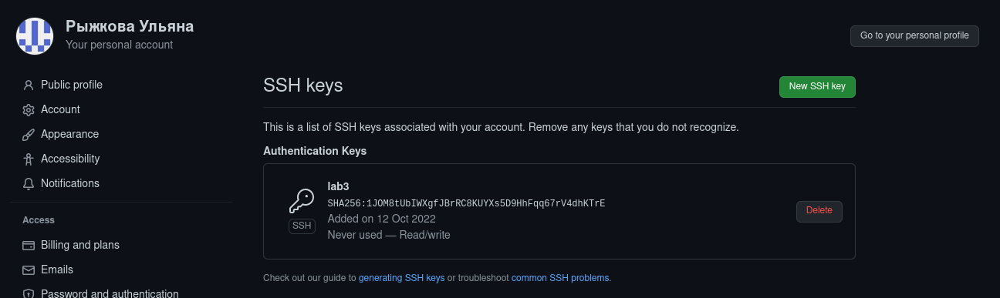 Рыжкова Ульяна
Your personal account
Go to your personal profile
Public profile
Account
Appearance
Accessibility
Notifications
Access
Billing and plans
Emails
Password and authentication
SSH keys
New SSH key
This is a list of SSH keys associated with your account. Remove any keys that you do not recognize.
Authentication Keys
lab3
SHA256:1JOM8tUbIWXgfJBrRC8KUYXs5D9HhFqq67rV4dhKTrE
Added on 12 Oct 2022
Never used — Read/write
SSH
Delete
Check out our guide to generating SSH keys or troubleshoot common SSH problems.